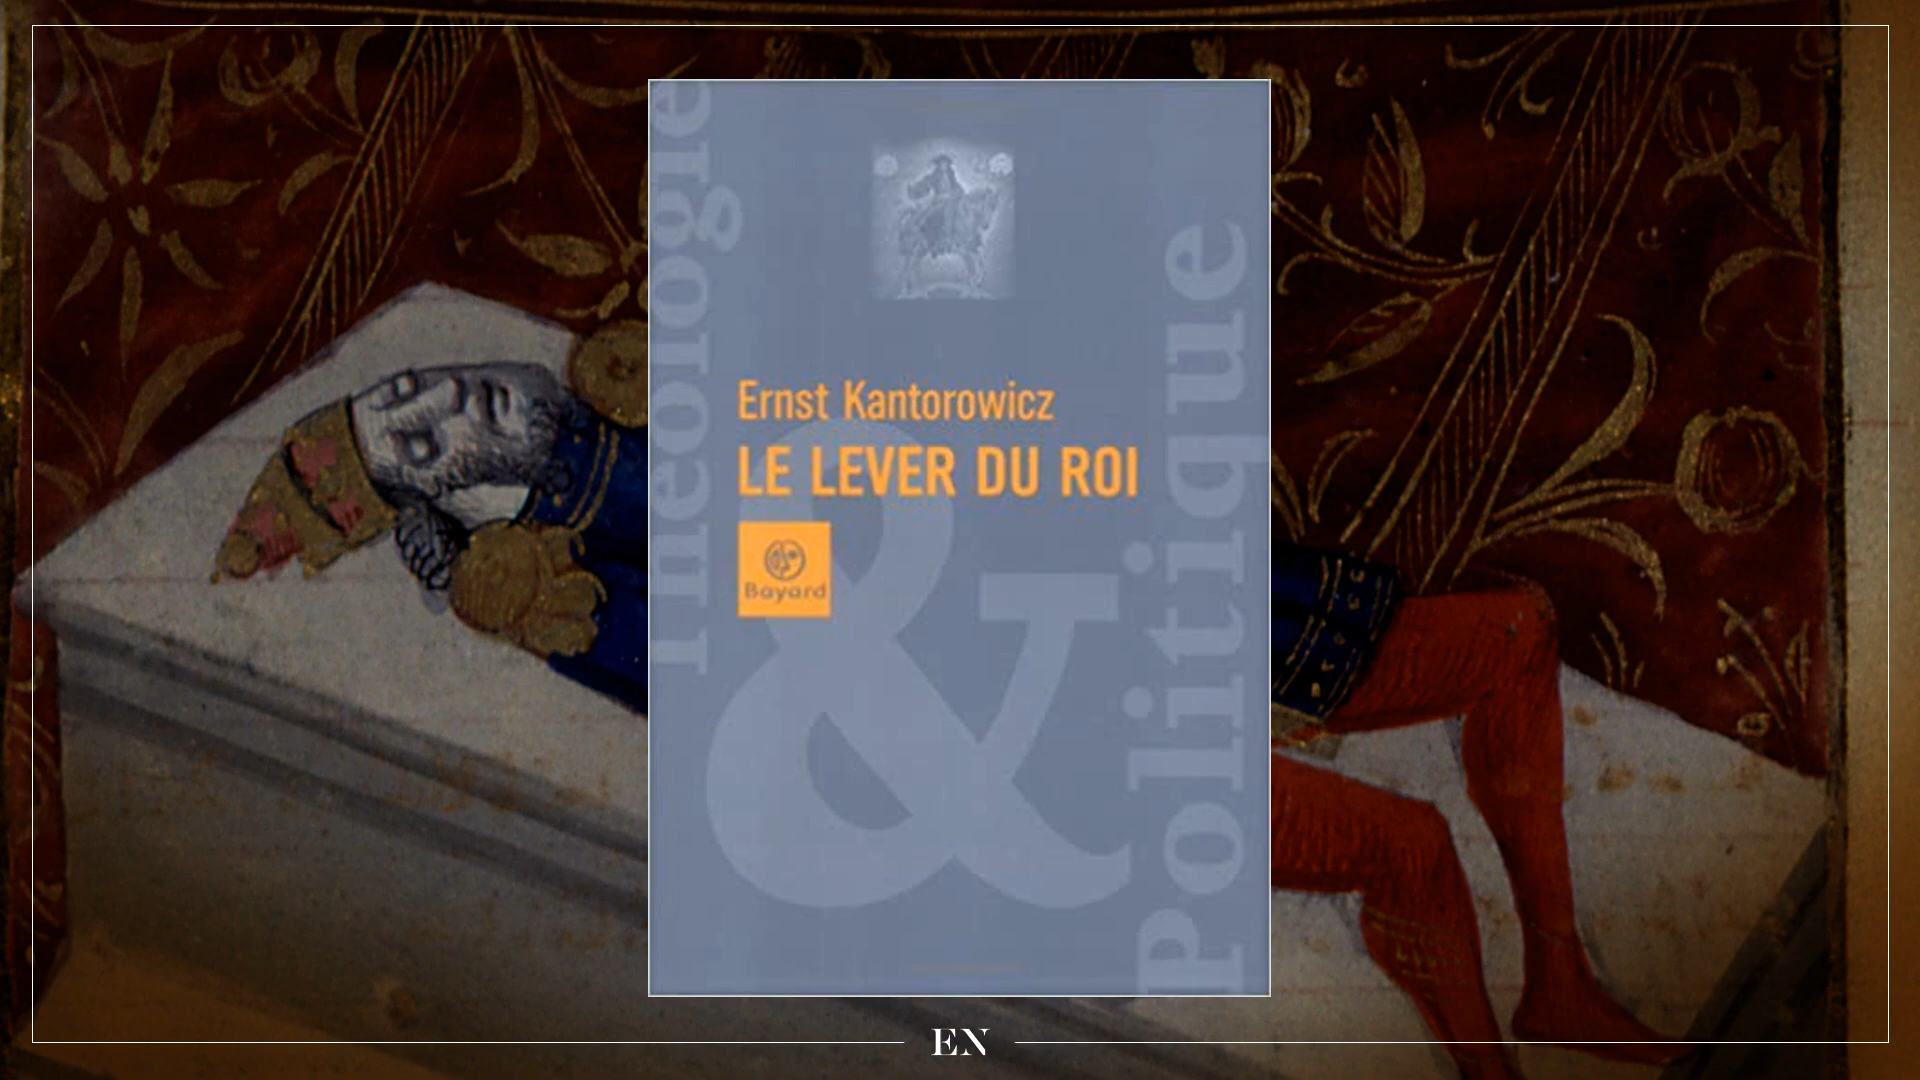 Théologie
Politique
Ernst Kantorowicz
LE LEVER DU ROI
&
Bayard
EN